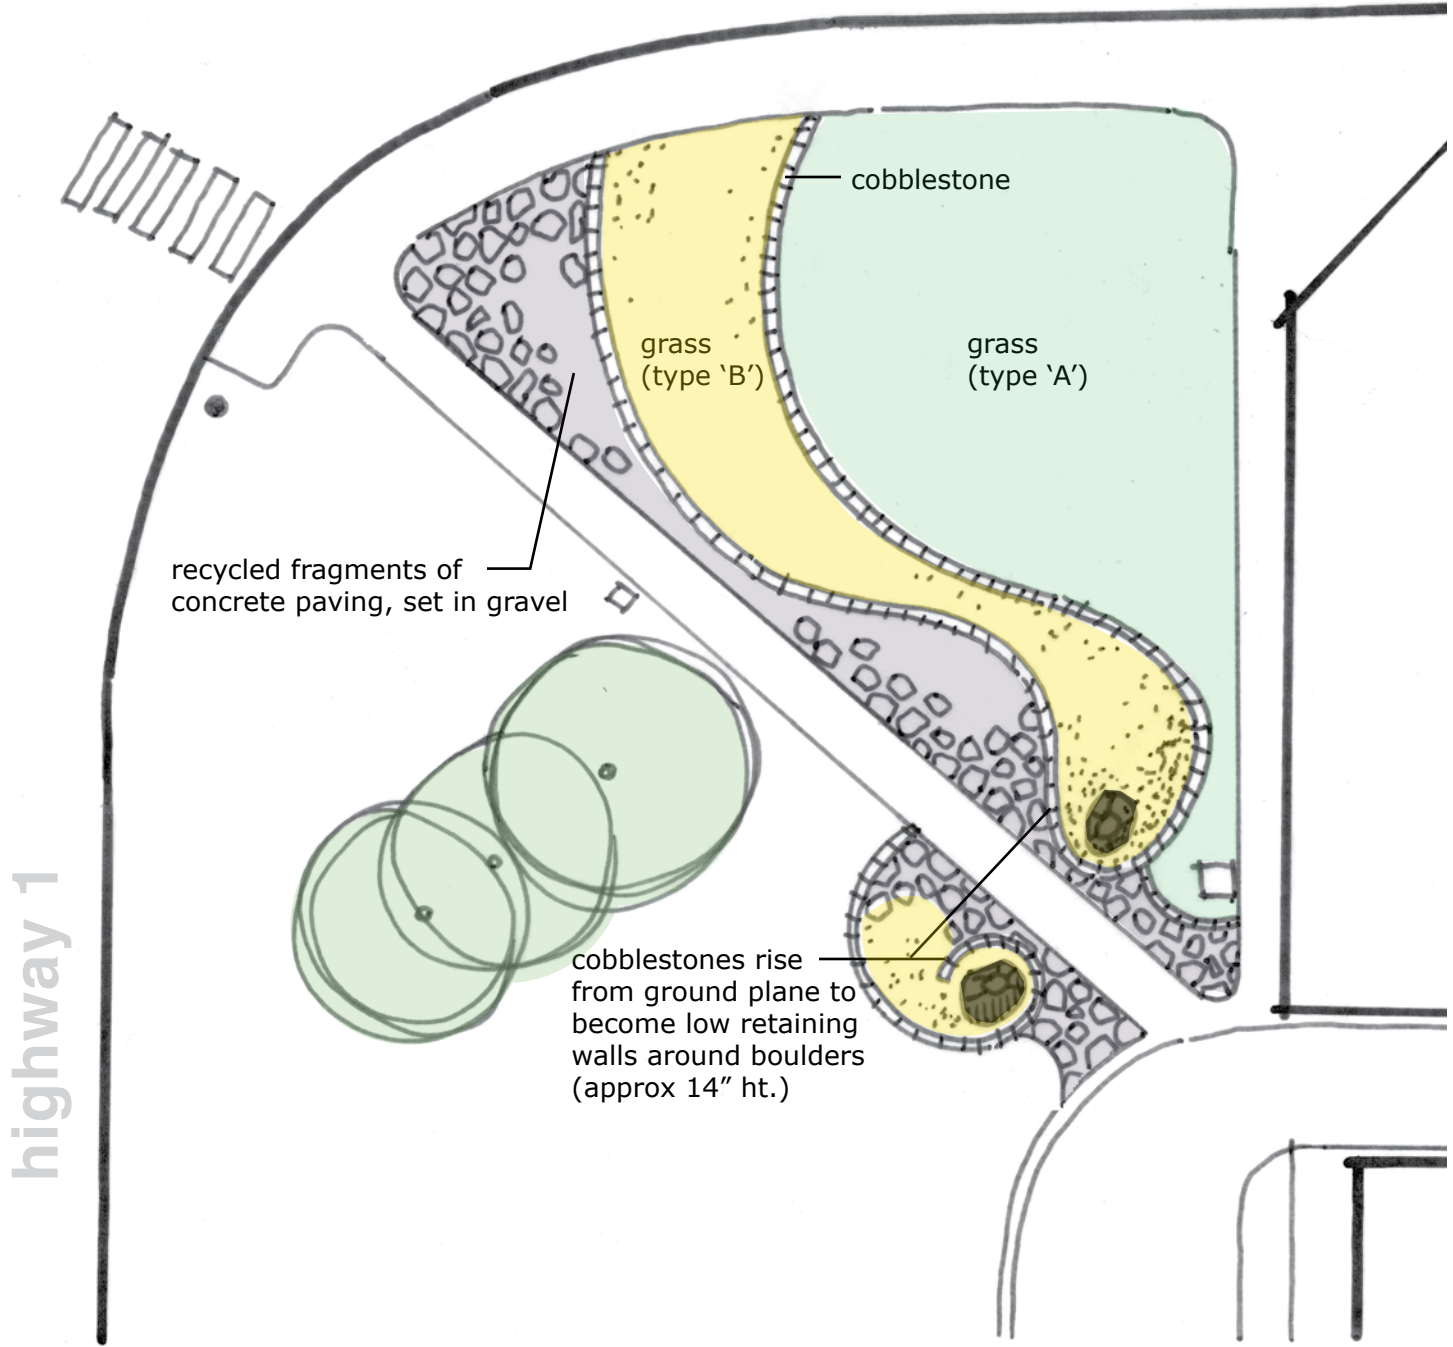 cobblestone
grass
(type ‘B’)
grass
(type ‘A’)
recycled fragments of
concrete paving, set in gravel
cobblestones rise
from ground plane to
become low retaining
walls around boulders
(approx 14” ht.)
highway 1